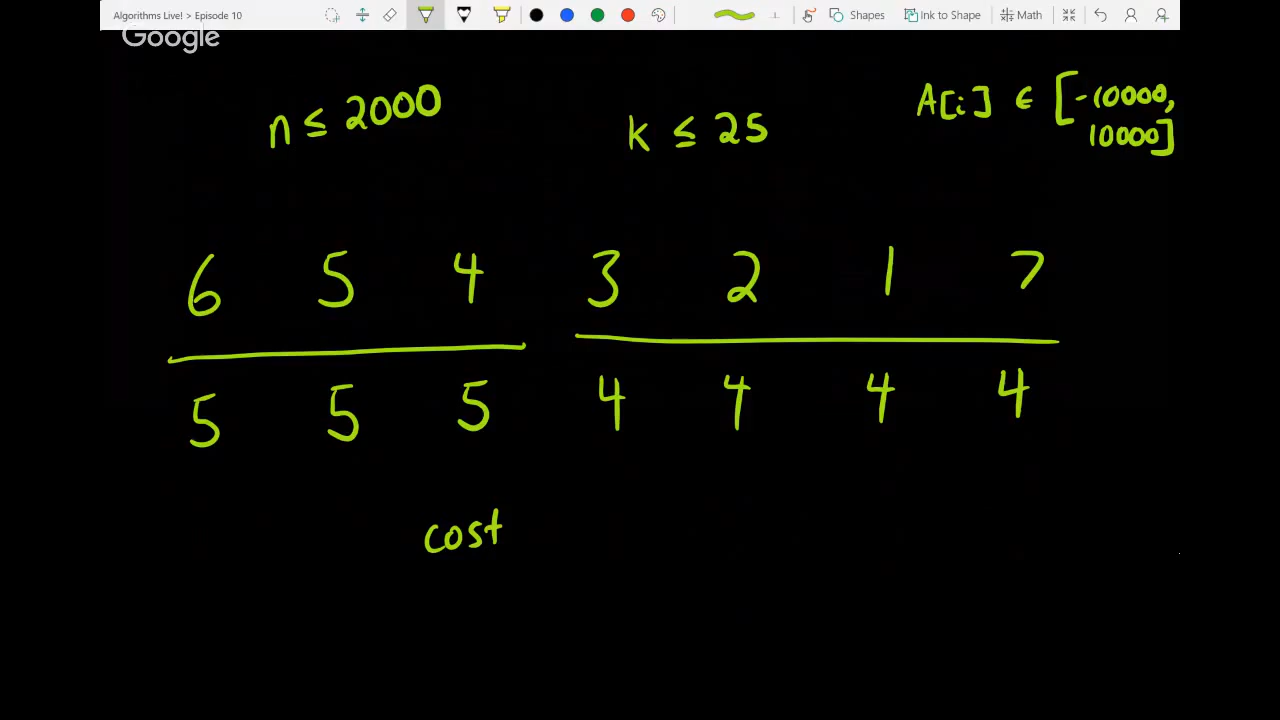 Algorithms Live! > Episode 10
Shapes
Ink to Shape
Math
Google
n ≤ 2000
k ≤ 25
A[i] ∈ [-10000,
10000]
6 5 4 3 2 1 7
5 5 5 4 4 4 4
cost